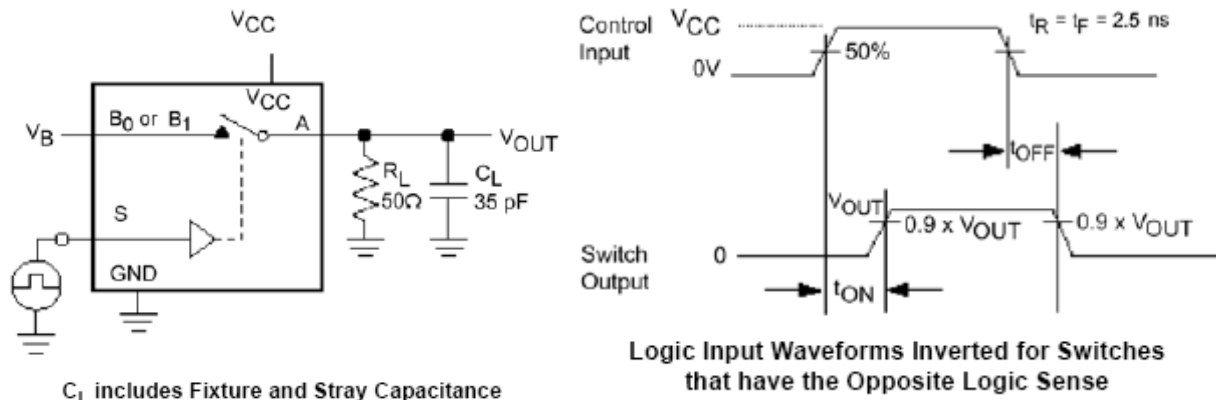 VCC
VCC
VB
B0 or B1
A
VOUT
RL
50Ω
CL
35 pF
S
GND
CL includes Fixture and Stray Capacitance
Control
Input
VCC
0V
50%
tR = tF = 2.5 ns
tOFF
VOUT
0.9 x VOUT
0.9 x VOUT
Switch
Output
0
tON
Logic Input Waveforms Inverted for Switches
that have the Opposite Logic Sense